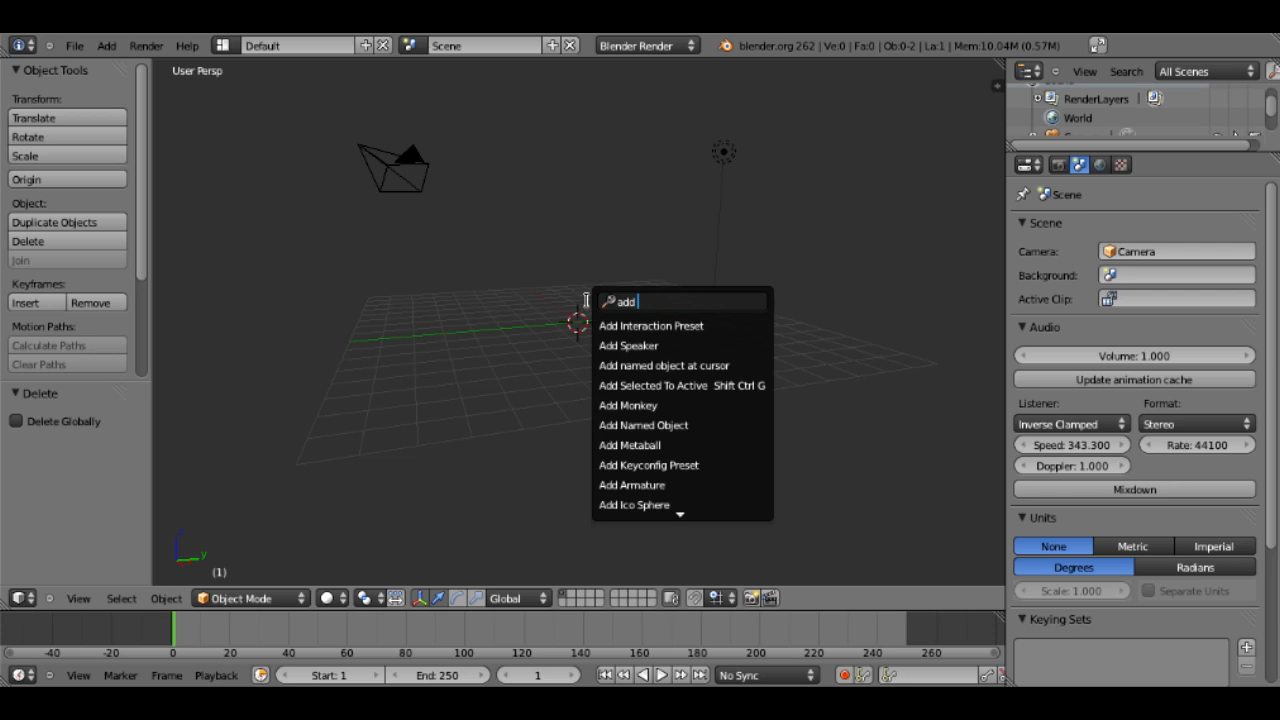 File Add Render Help Default Scene Blender Render blender.org 262 | Ve:0 | Fa:0 | Ob:0-2 | La:1 | Mem:10.04M (0.57M)
Object Tools
Transform:
Translate
Rotate
Scale
Origin
Object:
Duplicate Objects
Delete
Join
Keyframes:
Insert Remove
Motion Paths:
Calculate Paths
Clear Paths
Delete
Delete Globally
User Persp
add
Add Interaction Preset
Add Speaker
Add named object at cursor
Add Selected To Active Shift Ctrl G
Add Monkey
Add Named Object
Add Metaball
Add Keyconfig Preset
Add Armature
Add Ico Sphere
y
(1)
View Select Object Object Mode Global
View Search All Scenes
RenderLayers |
World
Scene
Scene
Camera: Camera
Background:
Active Clip:
Audio
Volume: 1.000
Update animation cache
Listener: Format:
Inverse Clamped Stereo
Speed: 343.300 Rate: 44100
Doppler: 1.000
Mixdown
Units
None Metric Imperial
Degrees Radians
Scale: 1.000 Separate Units
Keying Sets
-40 -20 0 20 40 60 80 100 120 140 160 180 200 220 240 260
View Marker Frame Playback Start: 1 End: 250 1 No Sync